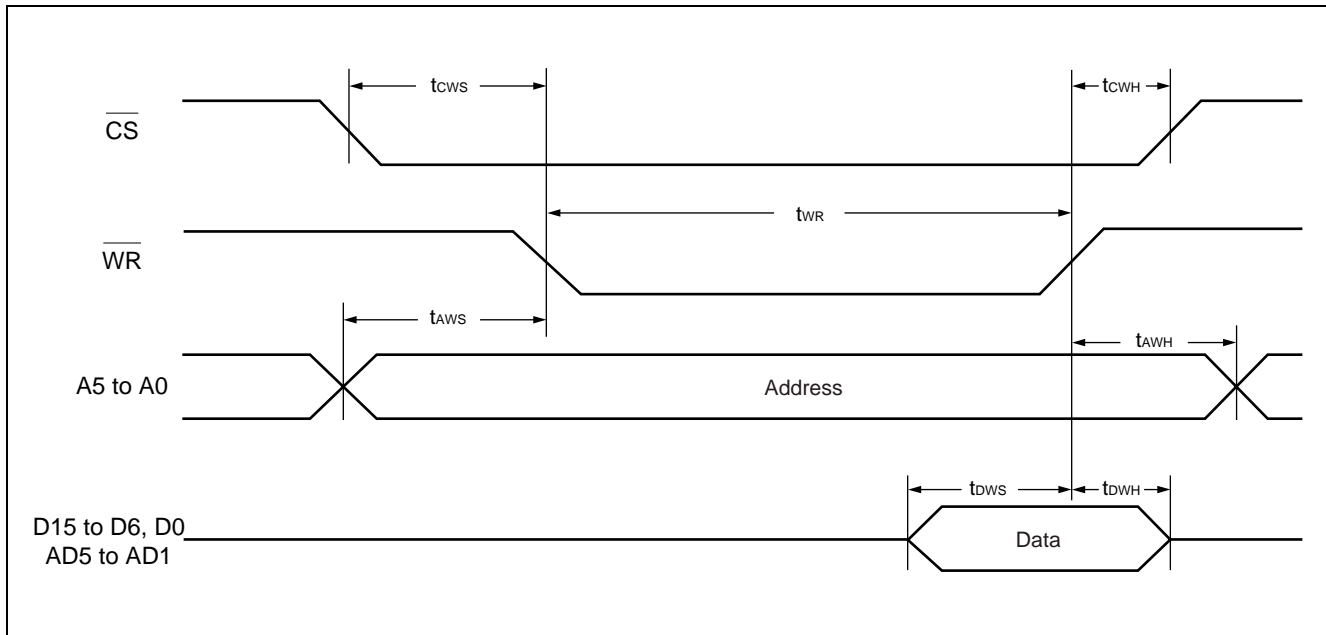 tCWS
tCWH
CS
tWR
WR
tAWS
tAWH
A5 to A0
Address
tDWS
tDWH
D15 to D6, D0
AD5 to AD1
Data